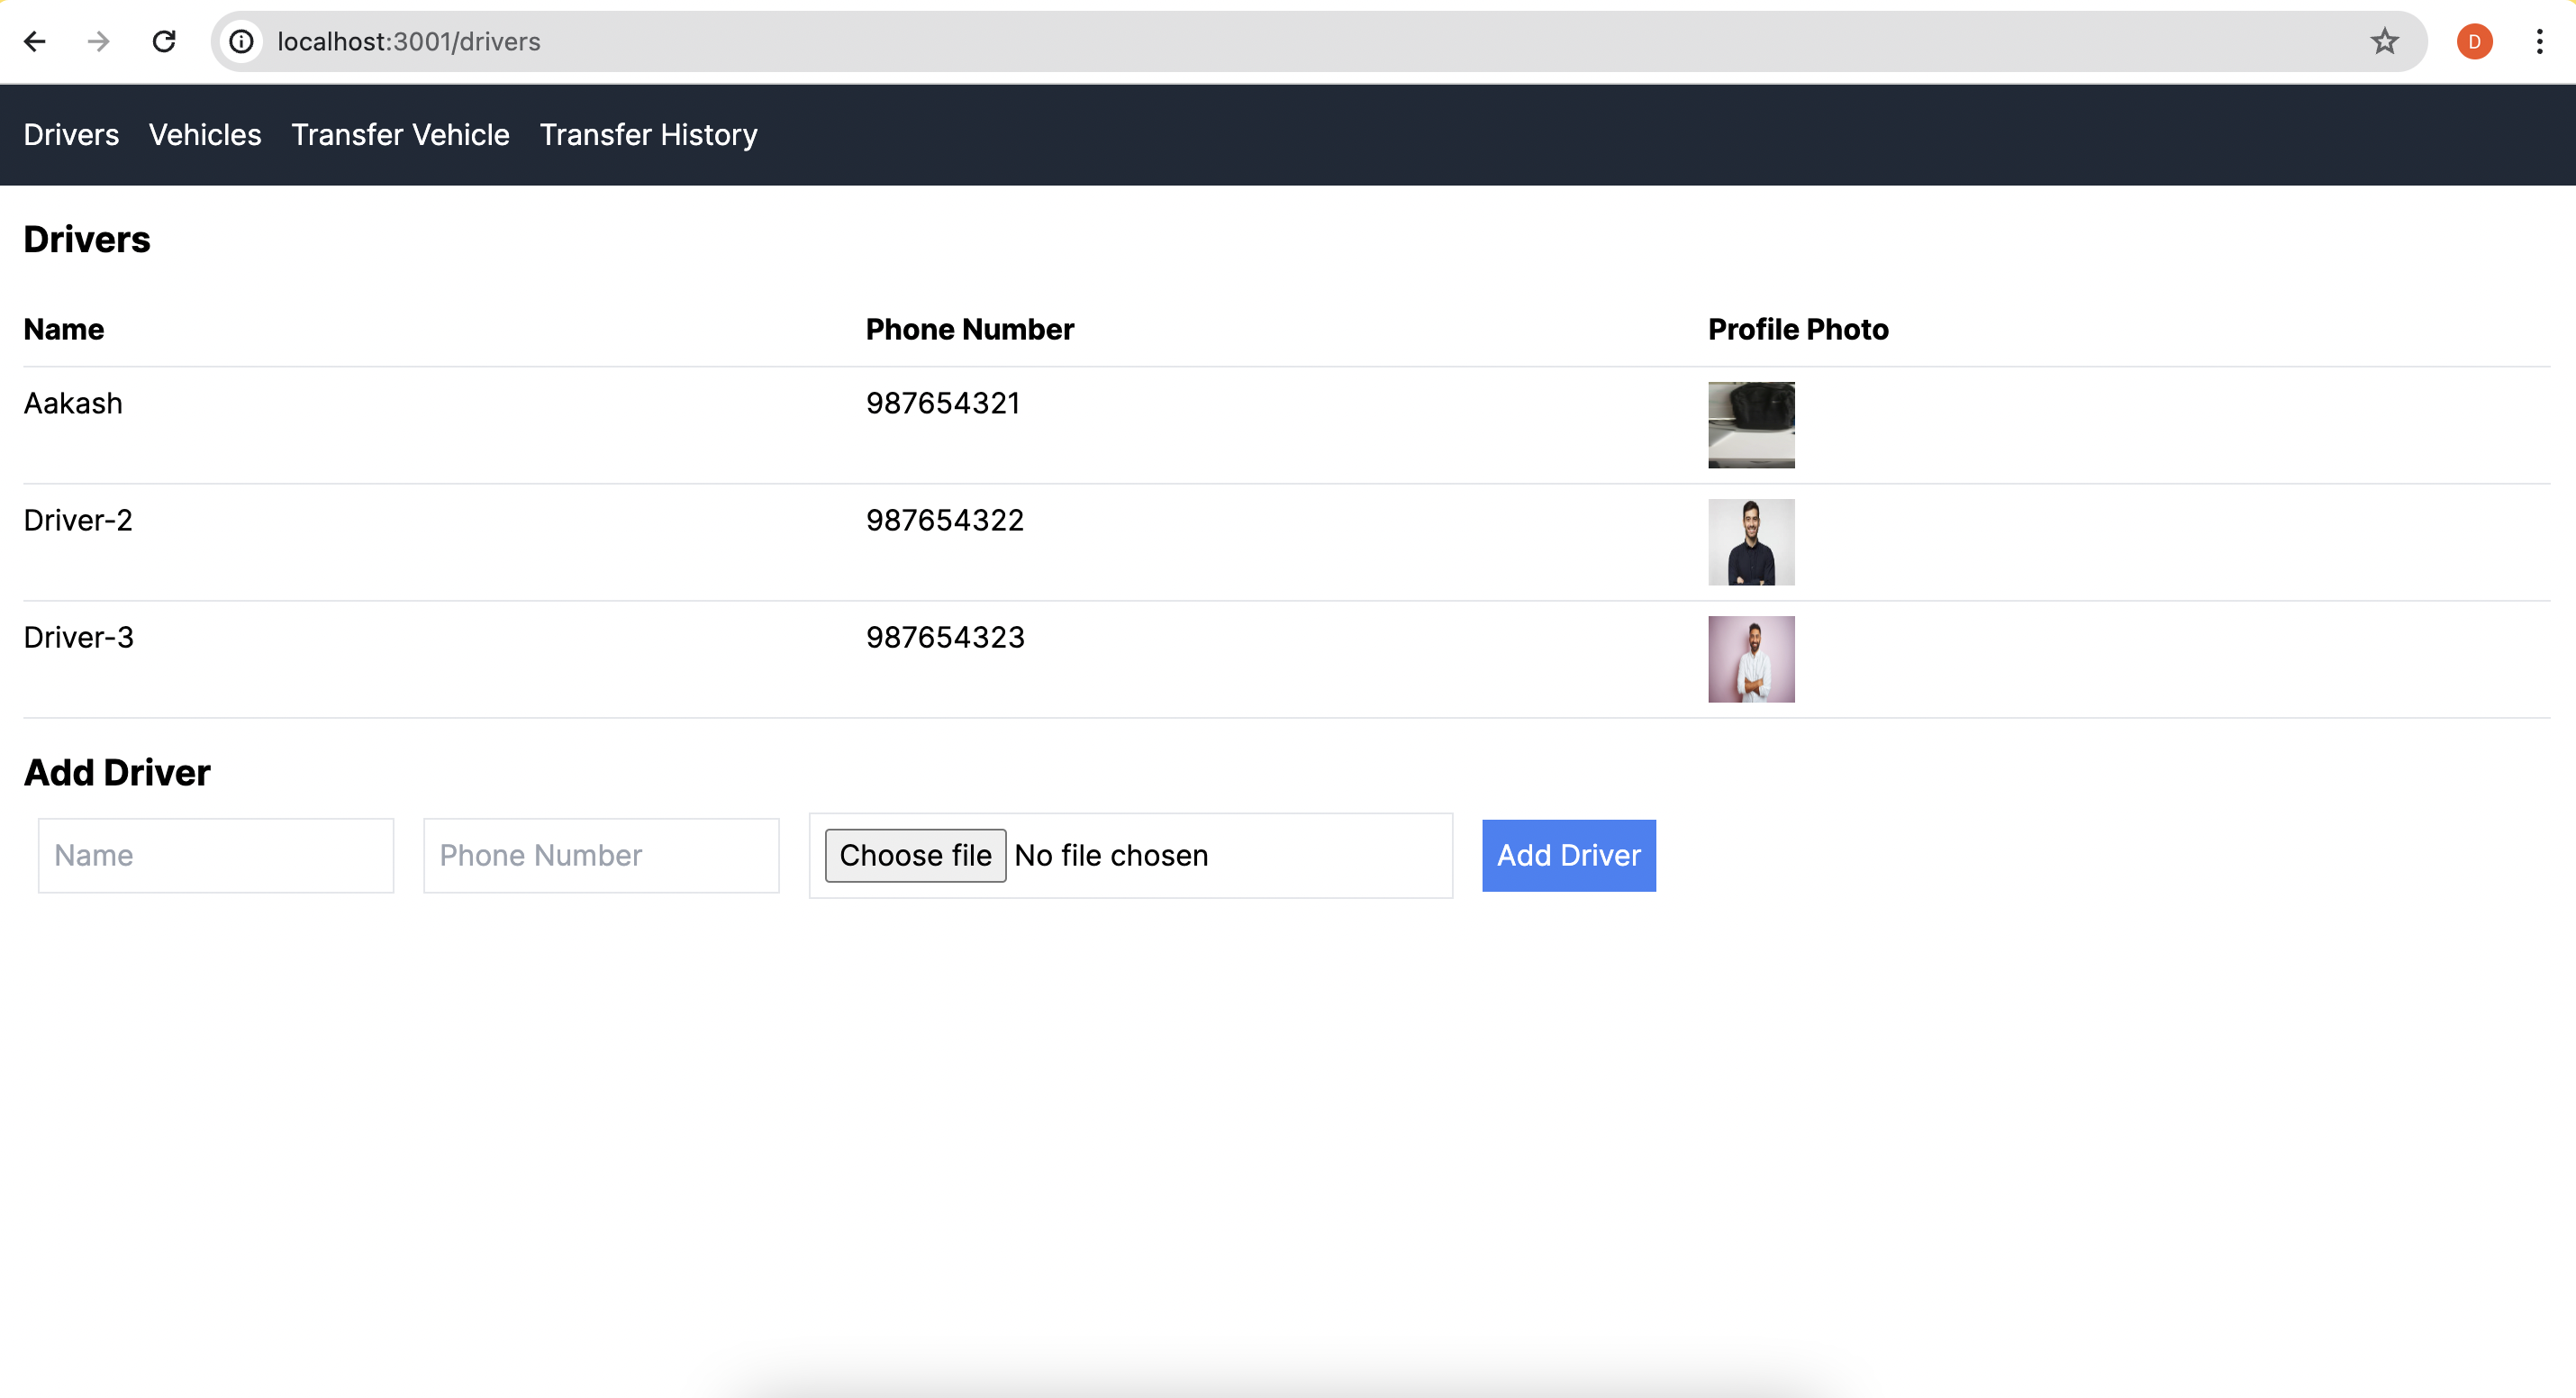 localhost:3001/drivers
D
Drivers Vehicles Transfer Vehicle Transfer History
Drivers
Name Phone Number Profile Photo
Aakash 987654321
Driver-2 987654322
Driver-3 987654323
Add Driver
Name Phone Number Choose file No file chosen Add Driver